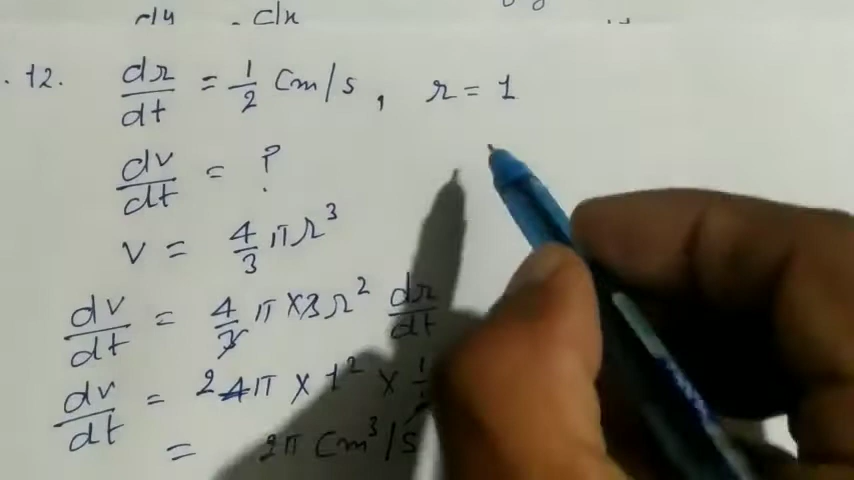 12. dr/dt = 1/2 cm/s, r = 1
dv/dt = ?
v = 4/3 πr³
dv/dt = 4/3 π × 3r² dr/dt
dv/dt = 2 4π × 1² × 1
= 2π cm³/s